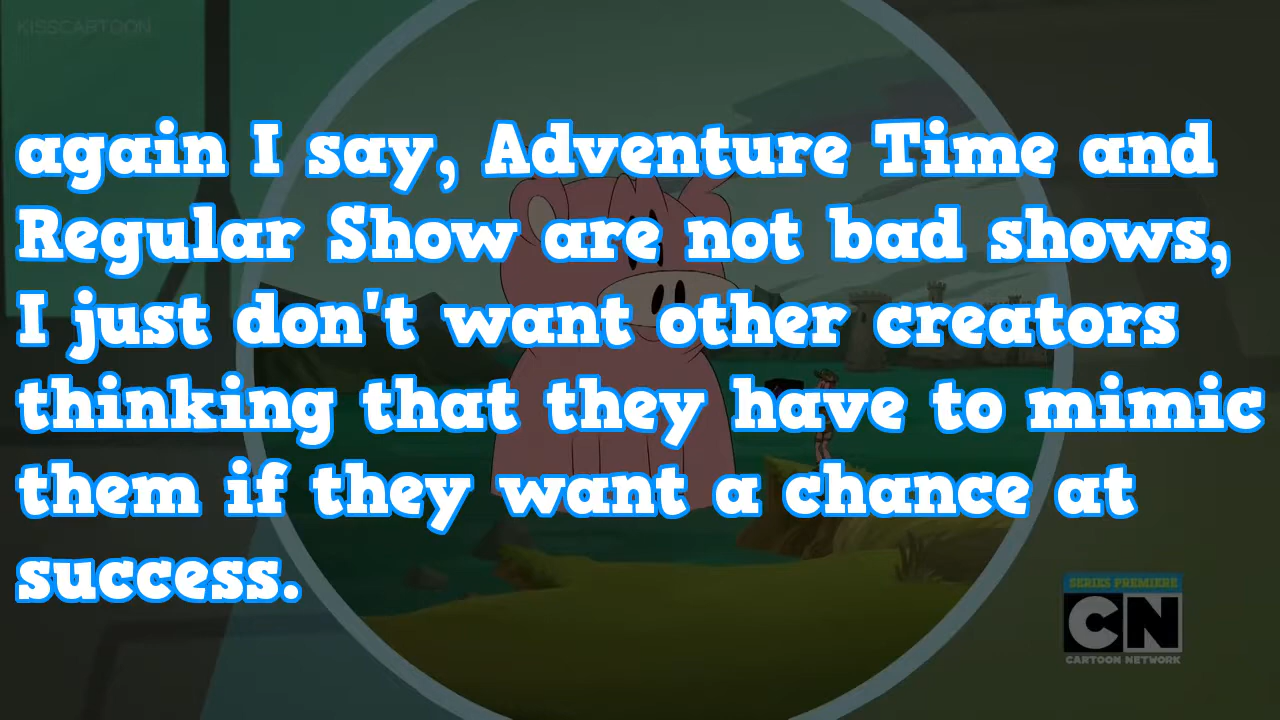 KISSCARTOON
again I say, Adventure Time and
Regular Show are not bad shows,
I just don't want other creators
thinking that they have to mimic
them if they want a chance at
success.
SERIES PREMIERE
CN
CARTOON NETWORK